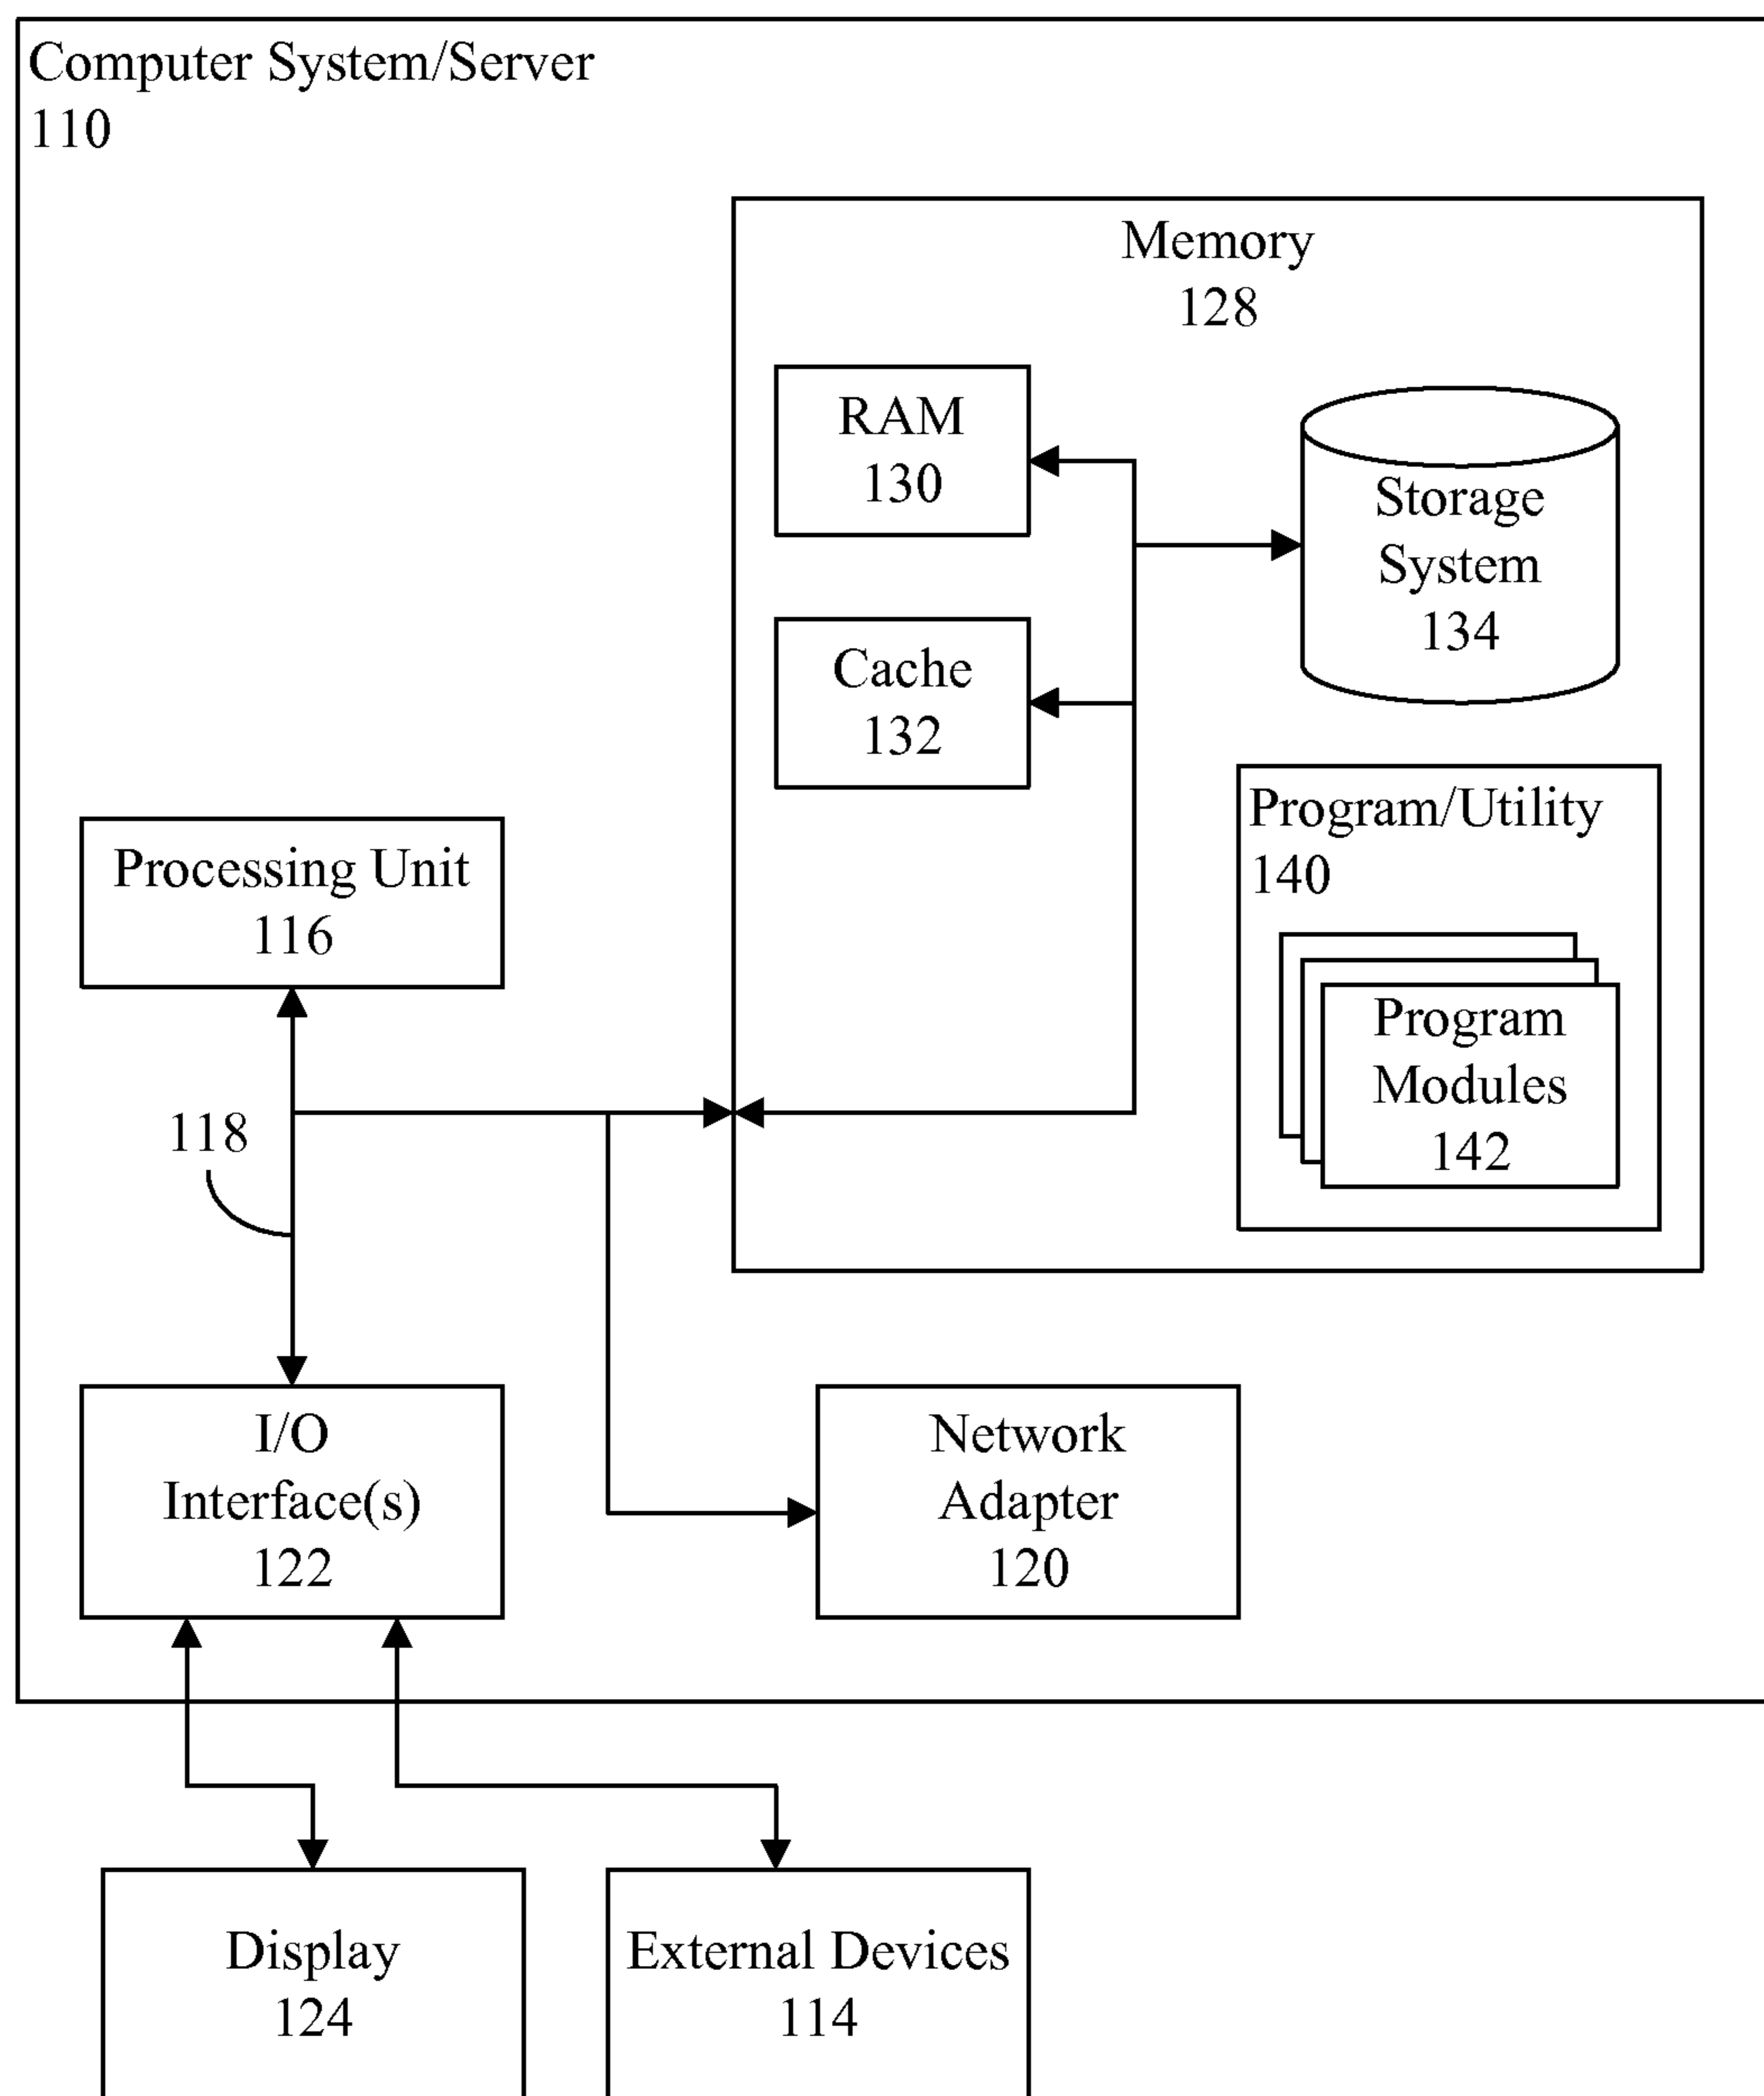 Computer System/Server
110
Memory
128
RAM
130
Storage
System
134
Cache
132
Program/Utility
140
Processing Unit
116
Program
Modules
142
118
I/O
Interface(s)
122
Network
Adapter
120
Display
124
External Devices
114